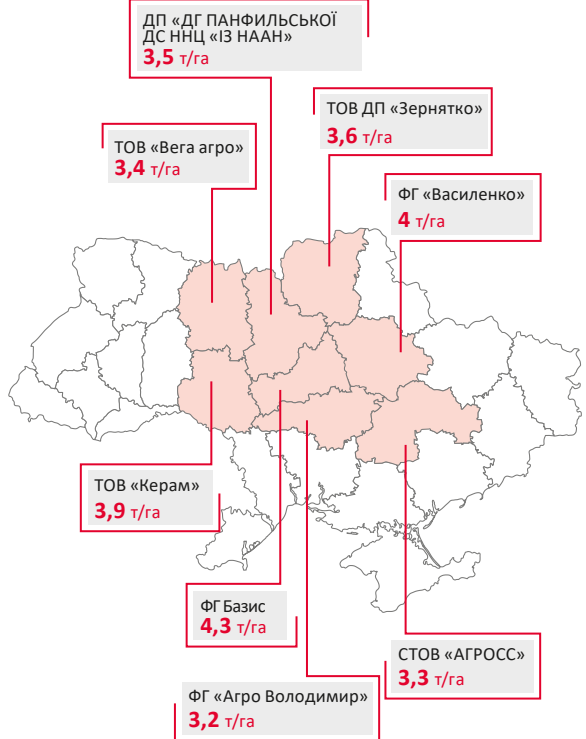 ДП «ДГ ПАНФИЛЬСЬКОЇ
ДС ННЦ «ІЗ НААН»
3,5 т/га
ТОВ ДП «Зернятко»
3,6 т/га
ТОВ «Вега агро»
3,4 т/га
ФГ «Василенко»
4 т/га
ТОВ «Керам»
3,9 т/га
ФГ Базис
4,3 т/га
СТОВ «АГРОСС»
3,3 т/га
ФГ «Агро Володимир»
3,2 т/га